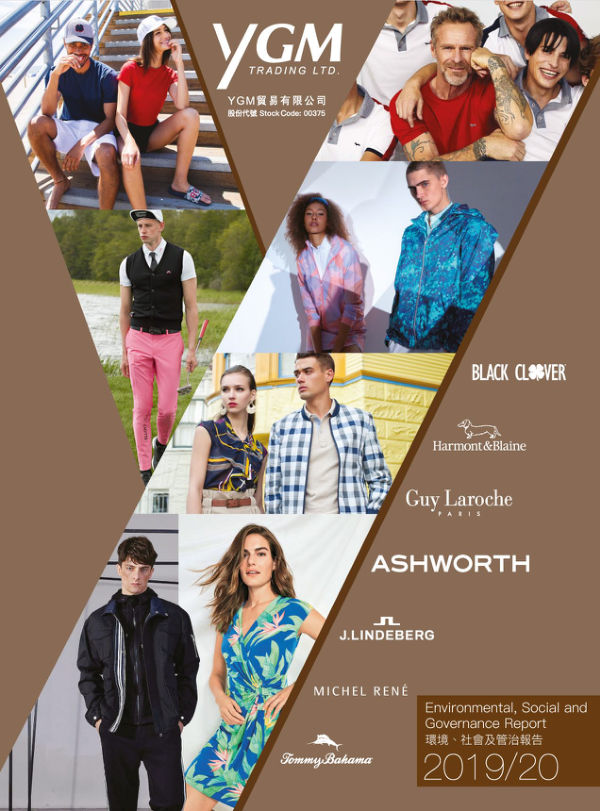 YGM
TRADING LTD.
YGM貿易有限公司
股份代號 Stock Code: 00375
BLACK CLOVER
Harmont&Blaine
Guy Laroche
PARIS
ASHWORTH
J.LINDEBERG
MICHEL RENÉ
Tommy Bahama
Environmental, Social and
Governance Report
環境、社會及管治報告
2019/20